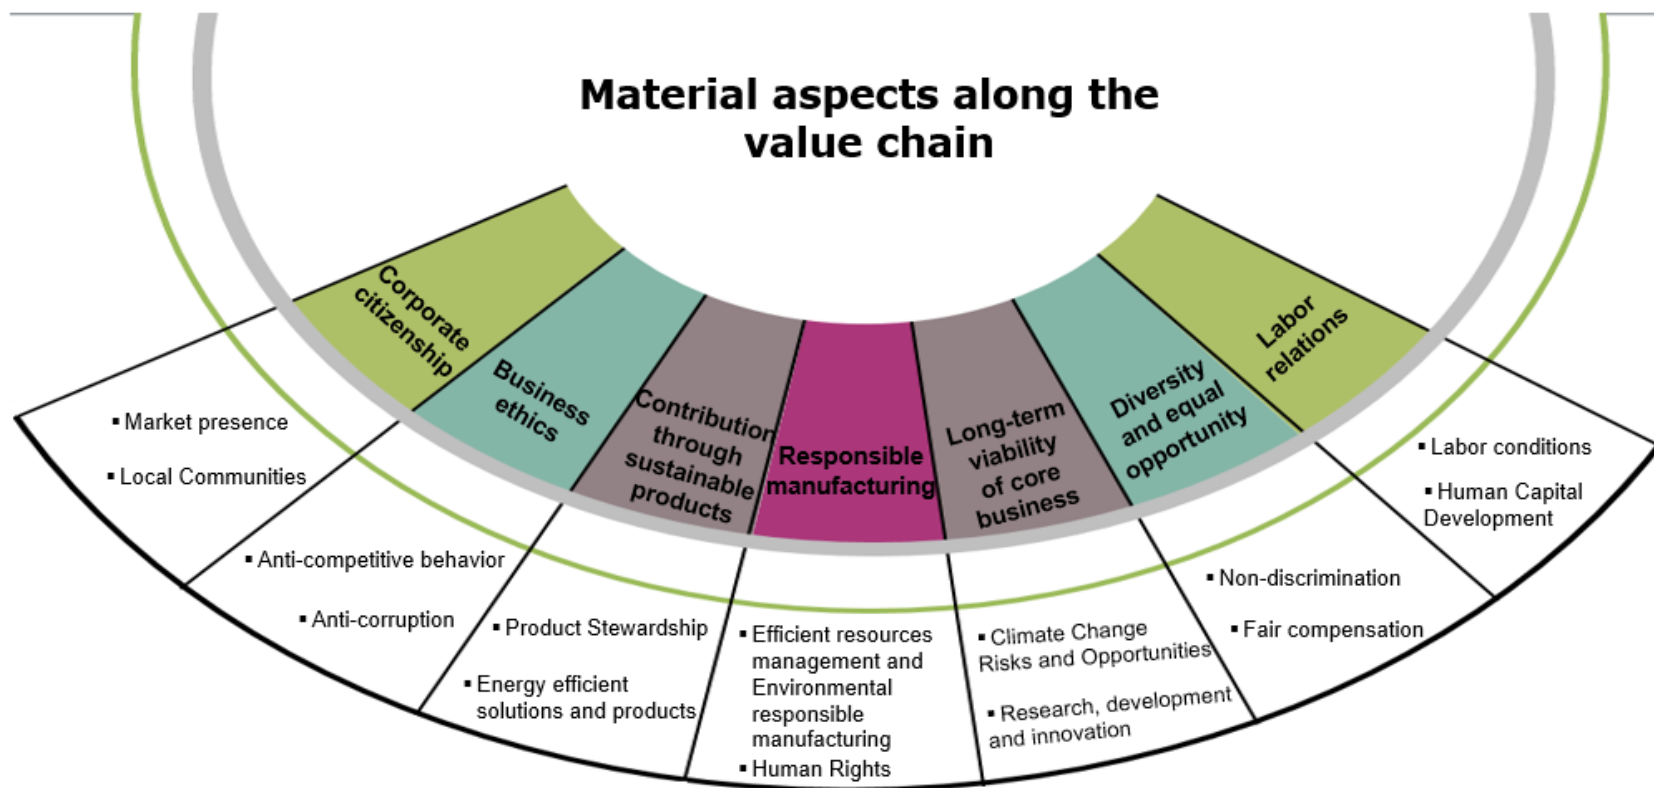 Material aspects along the
value chain
Corporate
citizenship
Business
ethics
Contribution
through
sustainable
products
Responsible
manufacturing
Long-term
viability
of core
business
Diversity
and equal
opportunity
Labor
relations
▪ Market presence
▪ Local Communities
▪ Anti-competitive behavior
▪ Anti-corruption
▪ Product Stewardship
▪ Energy efficient
solutions and products
▪ Efficient resources
management and
Environmental
responsible
manufacturing
▪ Human Rights
▪ Climate Change
Risks and Opportunities
▪ Research, development
and innovation
▪ Non-discrimination
▪ Fair compensation
▪ Labor conditions
▪ Human Capital
Development